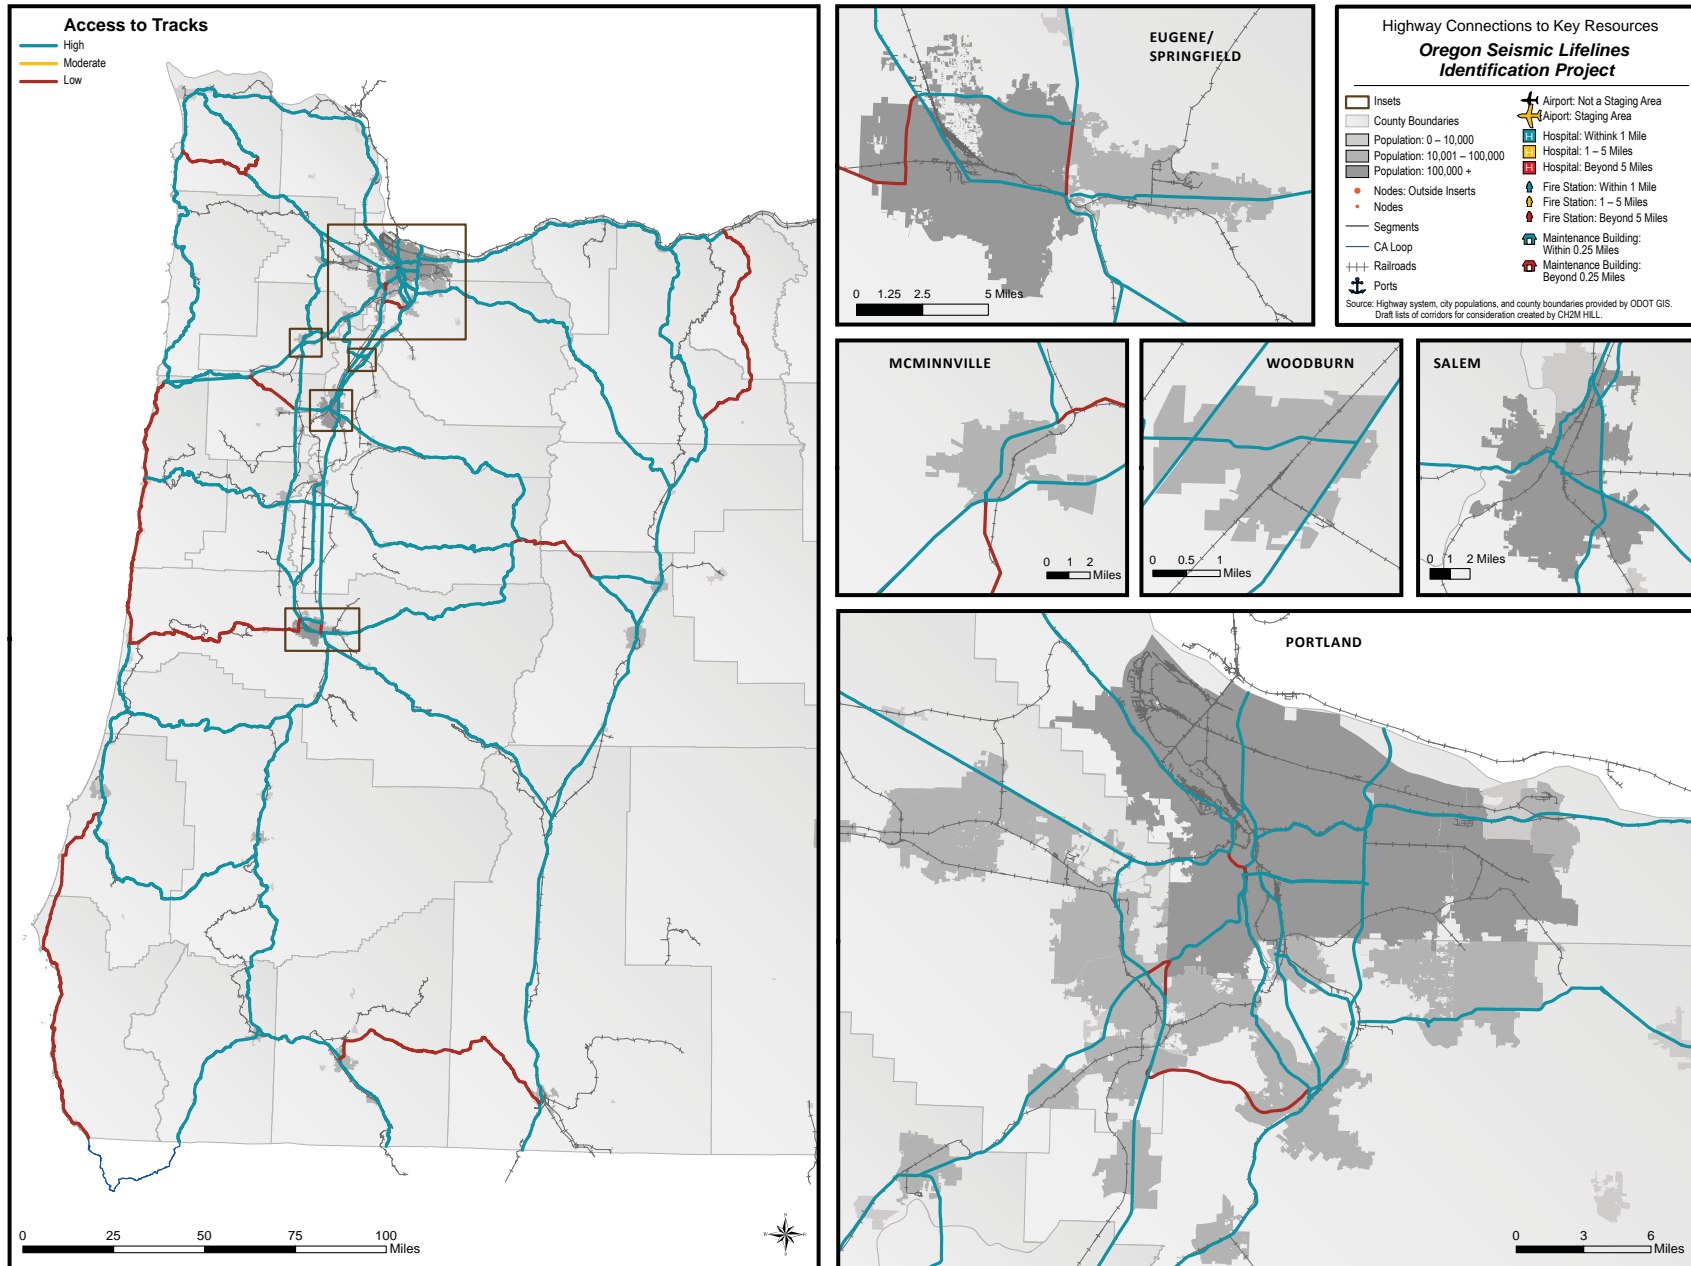 Access to Tracks
High
Moderate
Low
0 25 50 75 100
Miles
EUGENE/
SPRINGFIELD
0 1.25 2.5 5 Miles
Highway Connections to Key Resources
Oregon Seismic Lifelines
Identification Project
Insets
County Boundaries
Population: 0 – 10,000
Population: 10,001 – 100,000
Population: 100,000 +
Nodes: Outside Inserts
Nodes
Segments
CA Loop
Railroads
Ports
Airport: Not a Staging Area
Aiport: Staging Area
H Hospital: Withink 1 Mile
H Hospital: 1 – 5 Miles
H Hospital: Beyond 5 Miles
Fire Station: Within 1 Mile
Fire Station: 1 – 5 Miles
Fire Station: Beyond 5 Miles
Maintenance Building:
Within 0.25 Miles
Maintenance Building:
Beyond 0.25 Miles
Source: Highway system, city populations, and county boundaries provided by ODOT GIS.
Draft lists of corridors for consideration created by CH2M HILL.
MCMINNVILLE
0 1 2
Miles
WOODBURN
0 0.5 1
Miles
SALEM
0 1 2 Miles
PORTLAND
0 3 6
Miles